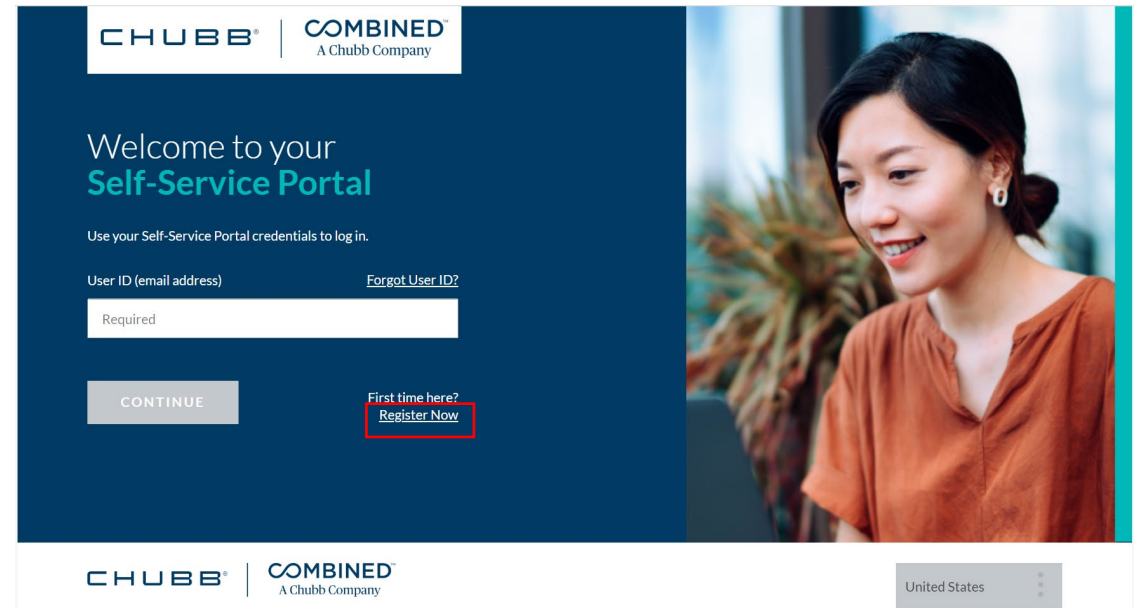 CHUBB®
COMBINED™
A Chubb Company
Welcome to your
Self-Service Portal
Use your Self-Service Portal credentials to log in.
User ID (email address)
Forgot User ID?
Required
CONTINUE
First time here?
Register Now
CHUBB®
COMBINED™
A Chubb Company
United States